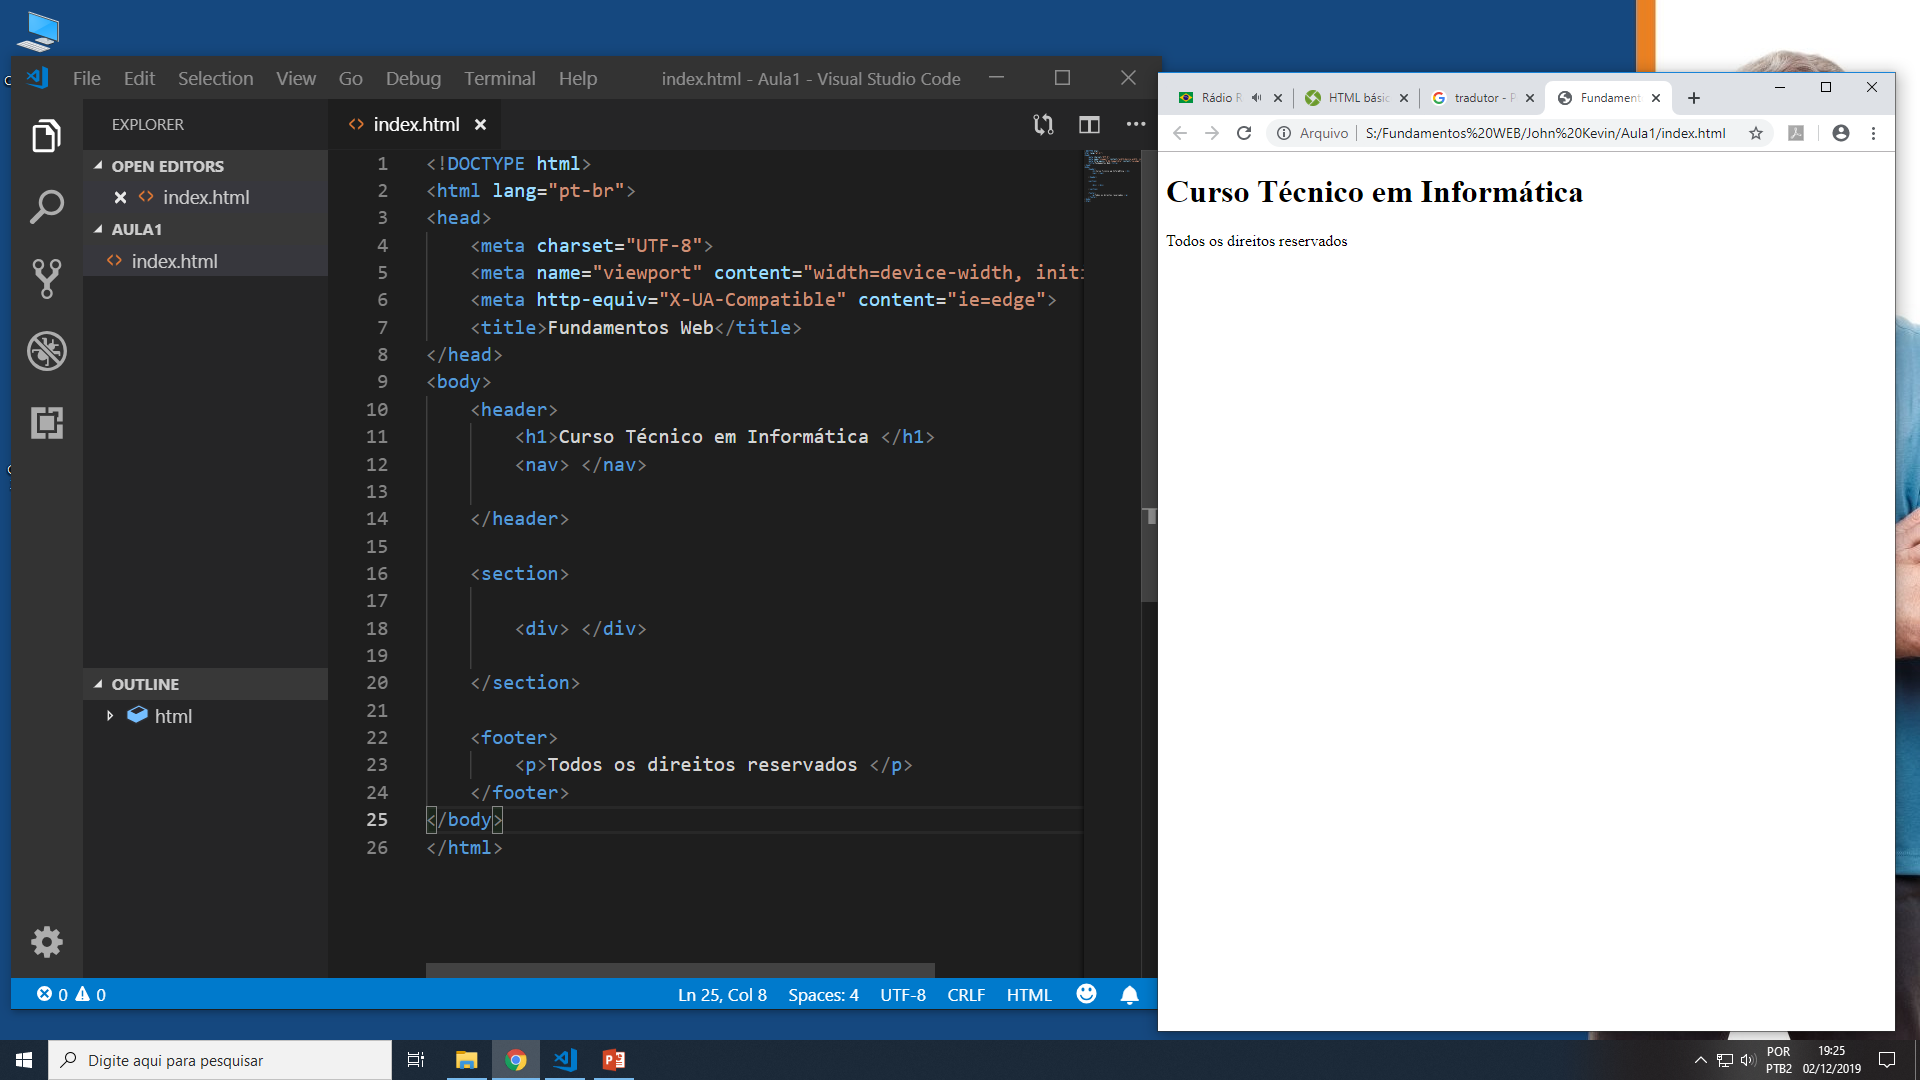 File Edit Selection View Go Debug Terminal Help index.html - Aula1 - Visual Studio Code
EXPLORER
OPEN EDITORS
index.html
AULA1
index.html
OUTLINE
html
index.html
1 <!DOCTYPE html>
2 <html lang="pt-br">
3 <head>
4 <meta charset="UTF-8">
5 <meta name="viewport" content="width=device-width, initi
6 <meta http-equiv="X-UA-Compatible" content="ie=edge">
7 <title>Fundamentos Web</title>
8 </head>
9 <body>
10 <header>
11 <h1>Curso Técnico em Informática </h1>
12 <nav> </nav>
13
14 </header>
15
16 <section>
17
18 <div> </div>
19
20 </section>
21
22 <footer>
23 <p>Todos os direitos reservados </p>
24 </footer>
25 </body>
26 </html>
0 0 Ln 25, Col 8 Spaces: 4 UTF-8 CRLF HTML
Rádio R HTML básic tradutor - P Fundament
Arquivo S:/Fundamentos%20WEB/John%20Kevin/Aula1/index.html
Curso Técnico em Informática
Todos os direitos reservados
Digite aqui para pesquisar
POR
PTB2
19:25
02/12/2019